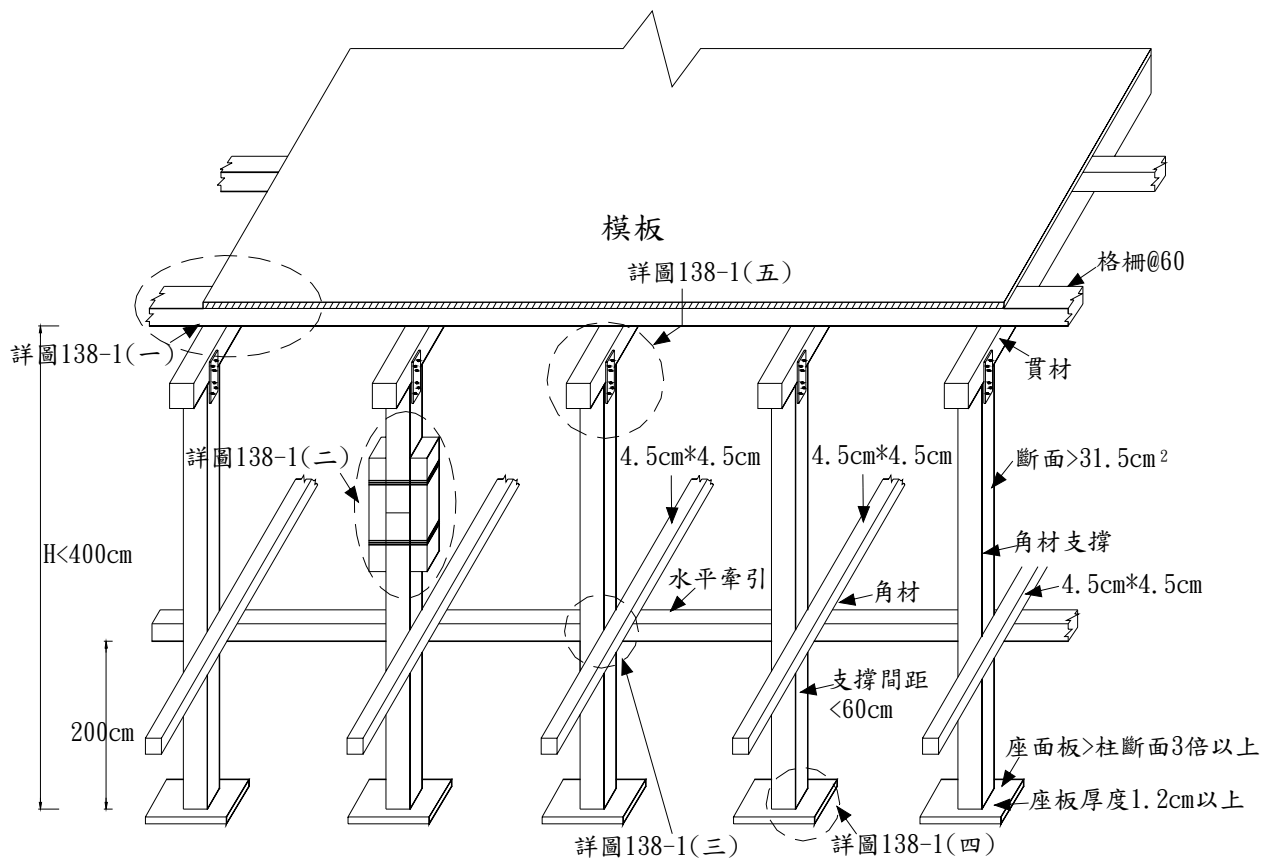 模板
詳圖138-1(五)
格柵@60
詳圖138-1(一)
貫材
詳圖138-1(二)
4.5cm*4.5cm
4.5cm*4.5cm
斷面>31.5cm²
H<400cm
角材支撐
水平牽引
角材
4.5cm*4.5cm
支撐間距
<60cm
200cm
座面板>柱斷面3倍以上
座板厚度1.2cm以上
詳圖138-1(三)
詳圖138-1(四)